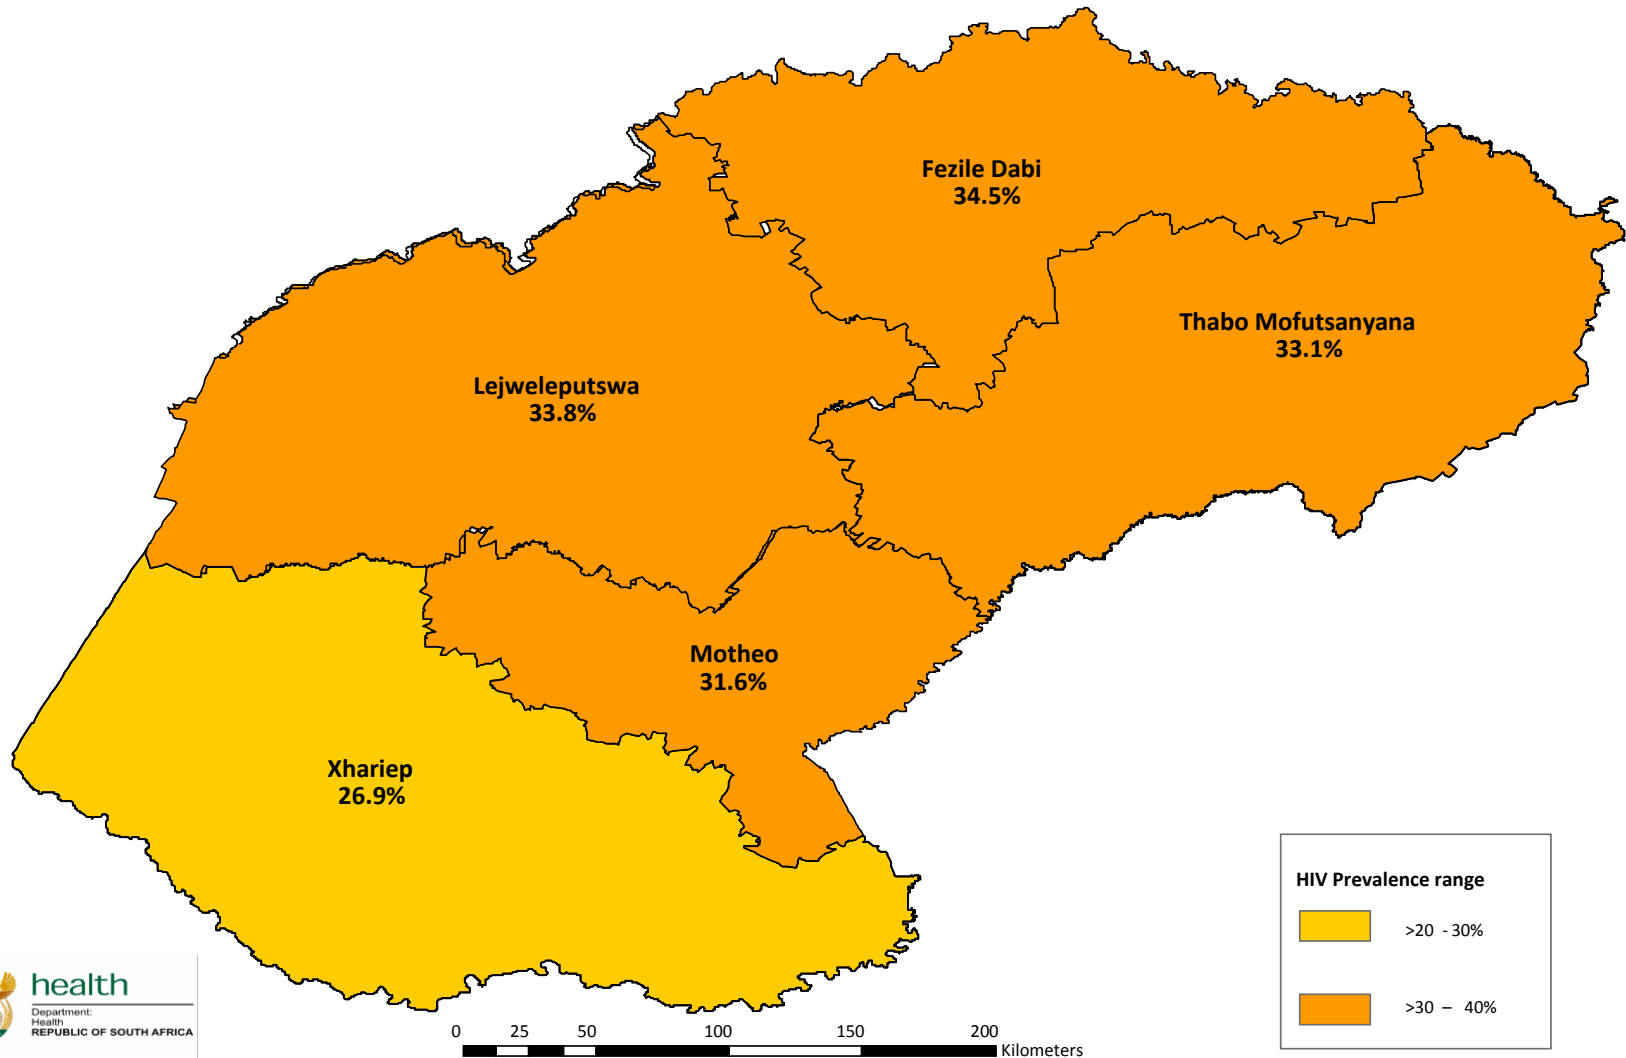 Fezile Dabi
34.5%
Thabo Mofutsanyana
33.1%
Lejweleputswa
33.8%
Motheo
31.6%
Xhariep
26.9%
HIV Prevalence range
>20 - 30%
>30 – 40%
health
Department:
Health
REPUBLIC OF SOUTH AFRICA
0 25 50 100 150 200
Kilometers